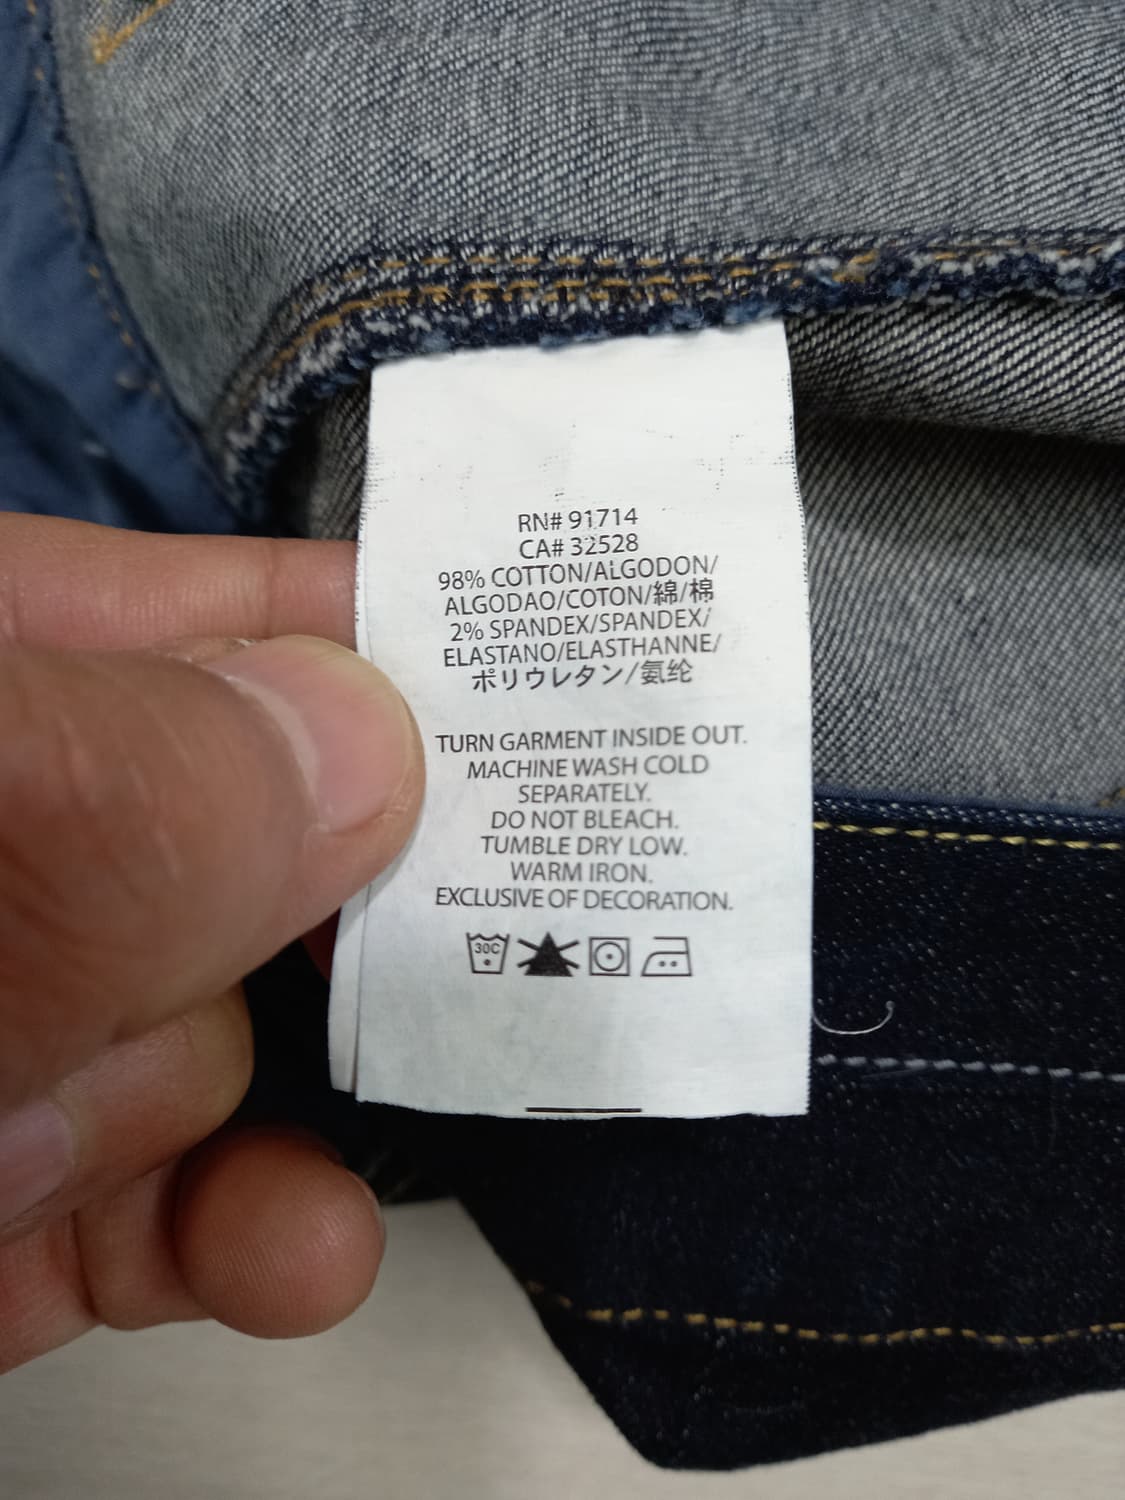 RN# 91714
CA# 32528
98% COTTON/ALGODON/
ALGODAO/COTON/綿/棉
2% SPANDEX/SPANDEX/
ELASTANO/ELASTHANNE/
ポリウレタン/氨纶
TURN GARMENT INSIDE OUT.
MACHINE WASH COLD
SEPARATELY.
DO NOT BLEACH.
TUMBLE DRY LOW.
WARM IRON.
EXCLUSIVE OF DECORATION.
30C